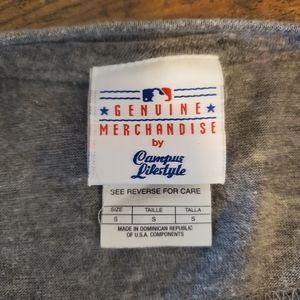 GENUINE
MERCHANDISE
by
Campus
Lifestyle
SEE REVERSE FOR CARE
SIZE TAILLE TALLA
S S S
MADE IN DOMINICAN REPUBLIC
OF U.S.A. COMPONENTS